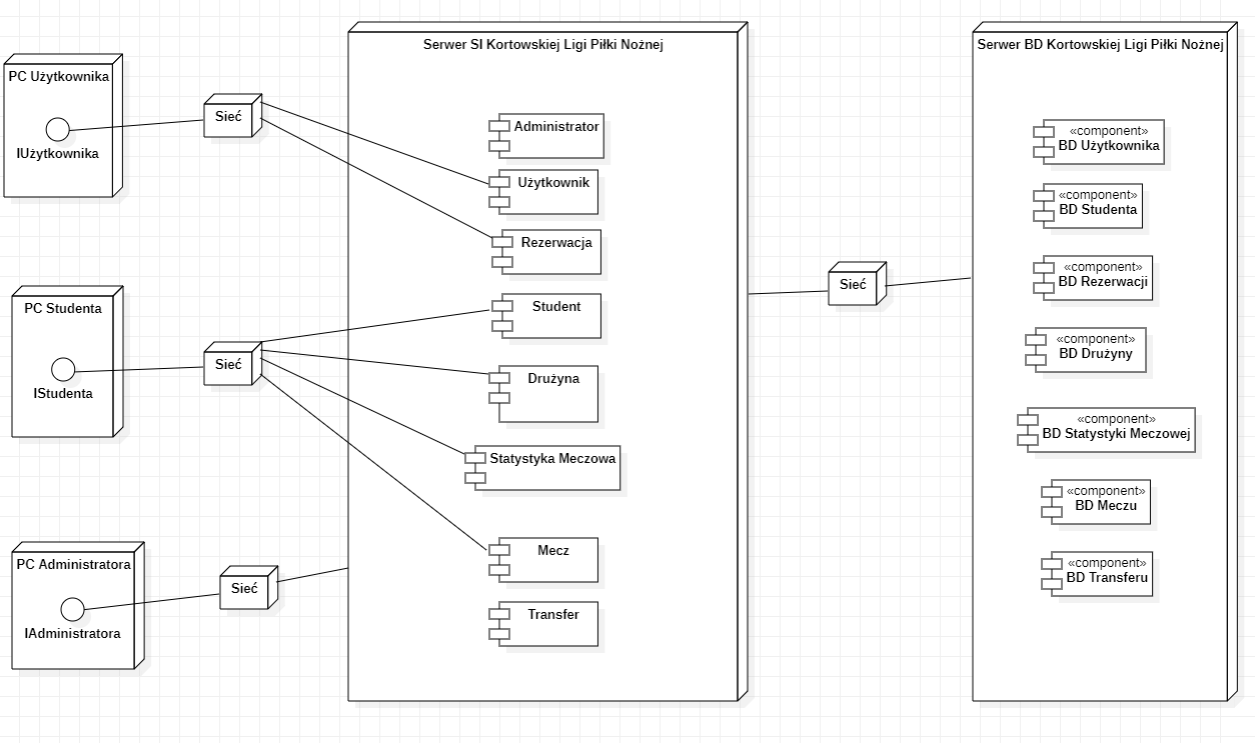 PC Użytkownika
IUżytkownika
Sieć
PC Studenta
IStudenta
Sieć
PC Administratora
IAdministratora
Sieć
Serwer SI Kortowskiej Ligi Piłki Nożnej
Administrator
Użytkownik
Rezerwacja
Student
Drużyna
Statystyka Meczowa
Mecz
Transfer
Sieć
Serwer BD Kortowskiej Ligi Piłki Nożnej
«component»
BD Użytkownika
«component»
BD Studenta
«component»
BD Rezerwacji
«component»
BD Drużyny
«component»
BD Statystyki Meczowej
«component»
BD Meczu
«component»
BD Transferu